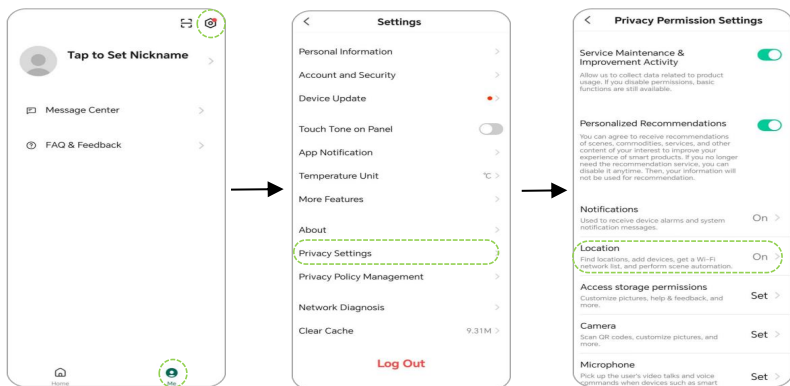 Tap to Set Nickname
Message Center
FAQ & Feedback
Home
Me
Settings
Personal Information
Account and Security
Device Update
Touch Tone on Panel
App Notification
Temperature Unit
°C
More Features
About
Privacy Settings
Privacy Policy Management
Network Diagnosis
Clear Cache
9.31M
Log Out
Privacy Permission Settings
Service Maintenance &
Improvement Activity
Allow us to collect data related to product
usage. If you disable permissions, basic
functions are still available.
Personalized Recommendations
You can agree to receive recommendations
of scenes, commodities, services, and other
content of your interest to improve your
experience of smart products. If you no longer
need the recommendation service, you can
disable it anytime. Then, your information will
not be used for recommendation.
Notifications
Used to receive device alarms and system
notification messages.
On
Location
Find locations, add devices, get a Wi-Fi
network list, and perform scene automation.
On
Access storage permissions
Customize pictures, help & feedback, and
more.
Set
Camera
Scan QR codes, customize pictures, and
more.
Set
Microphone
Pick up the user's video talks and voice
commands when devices such as smart
Set